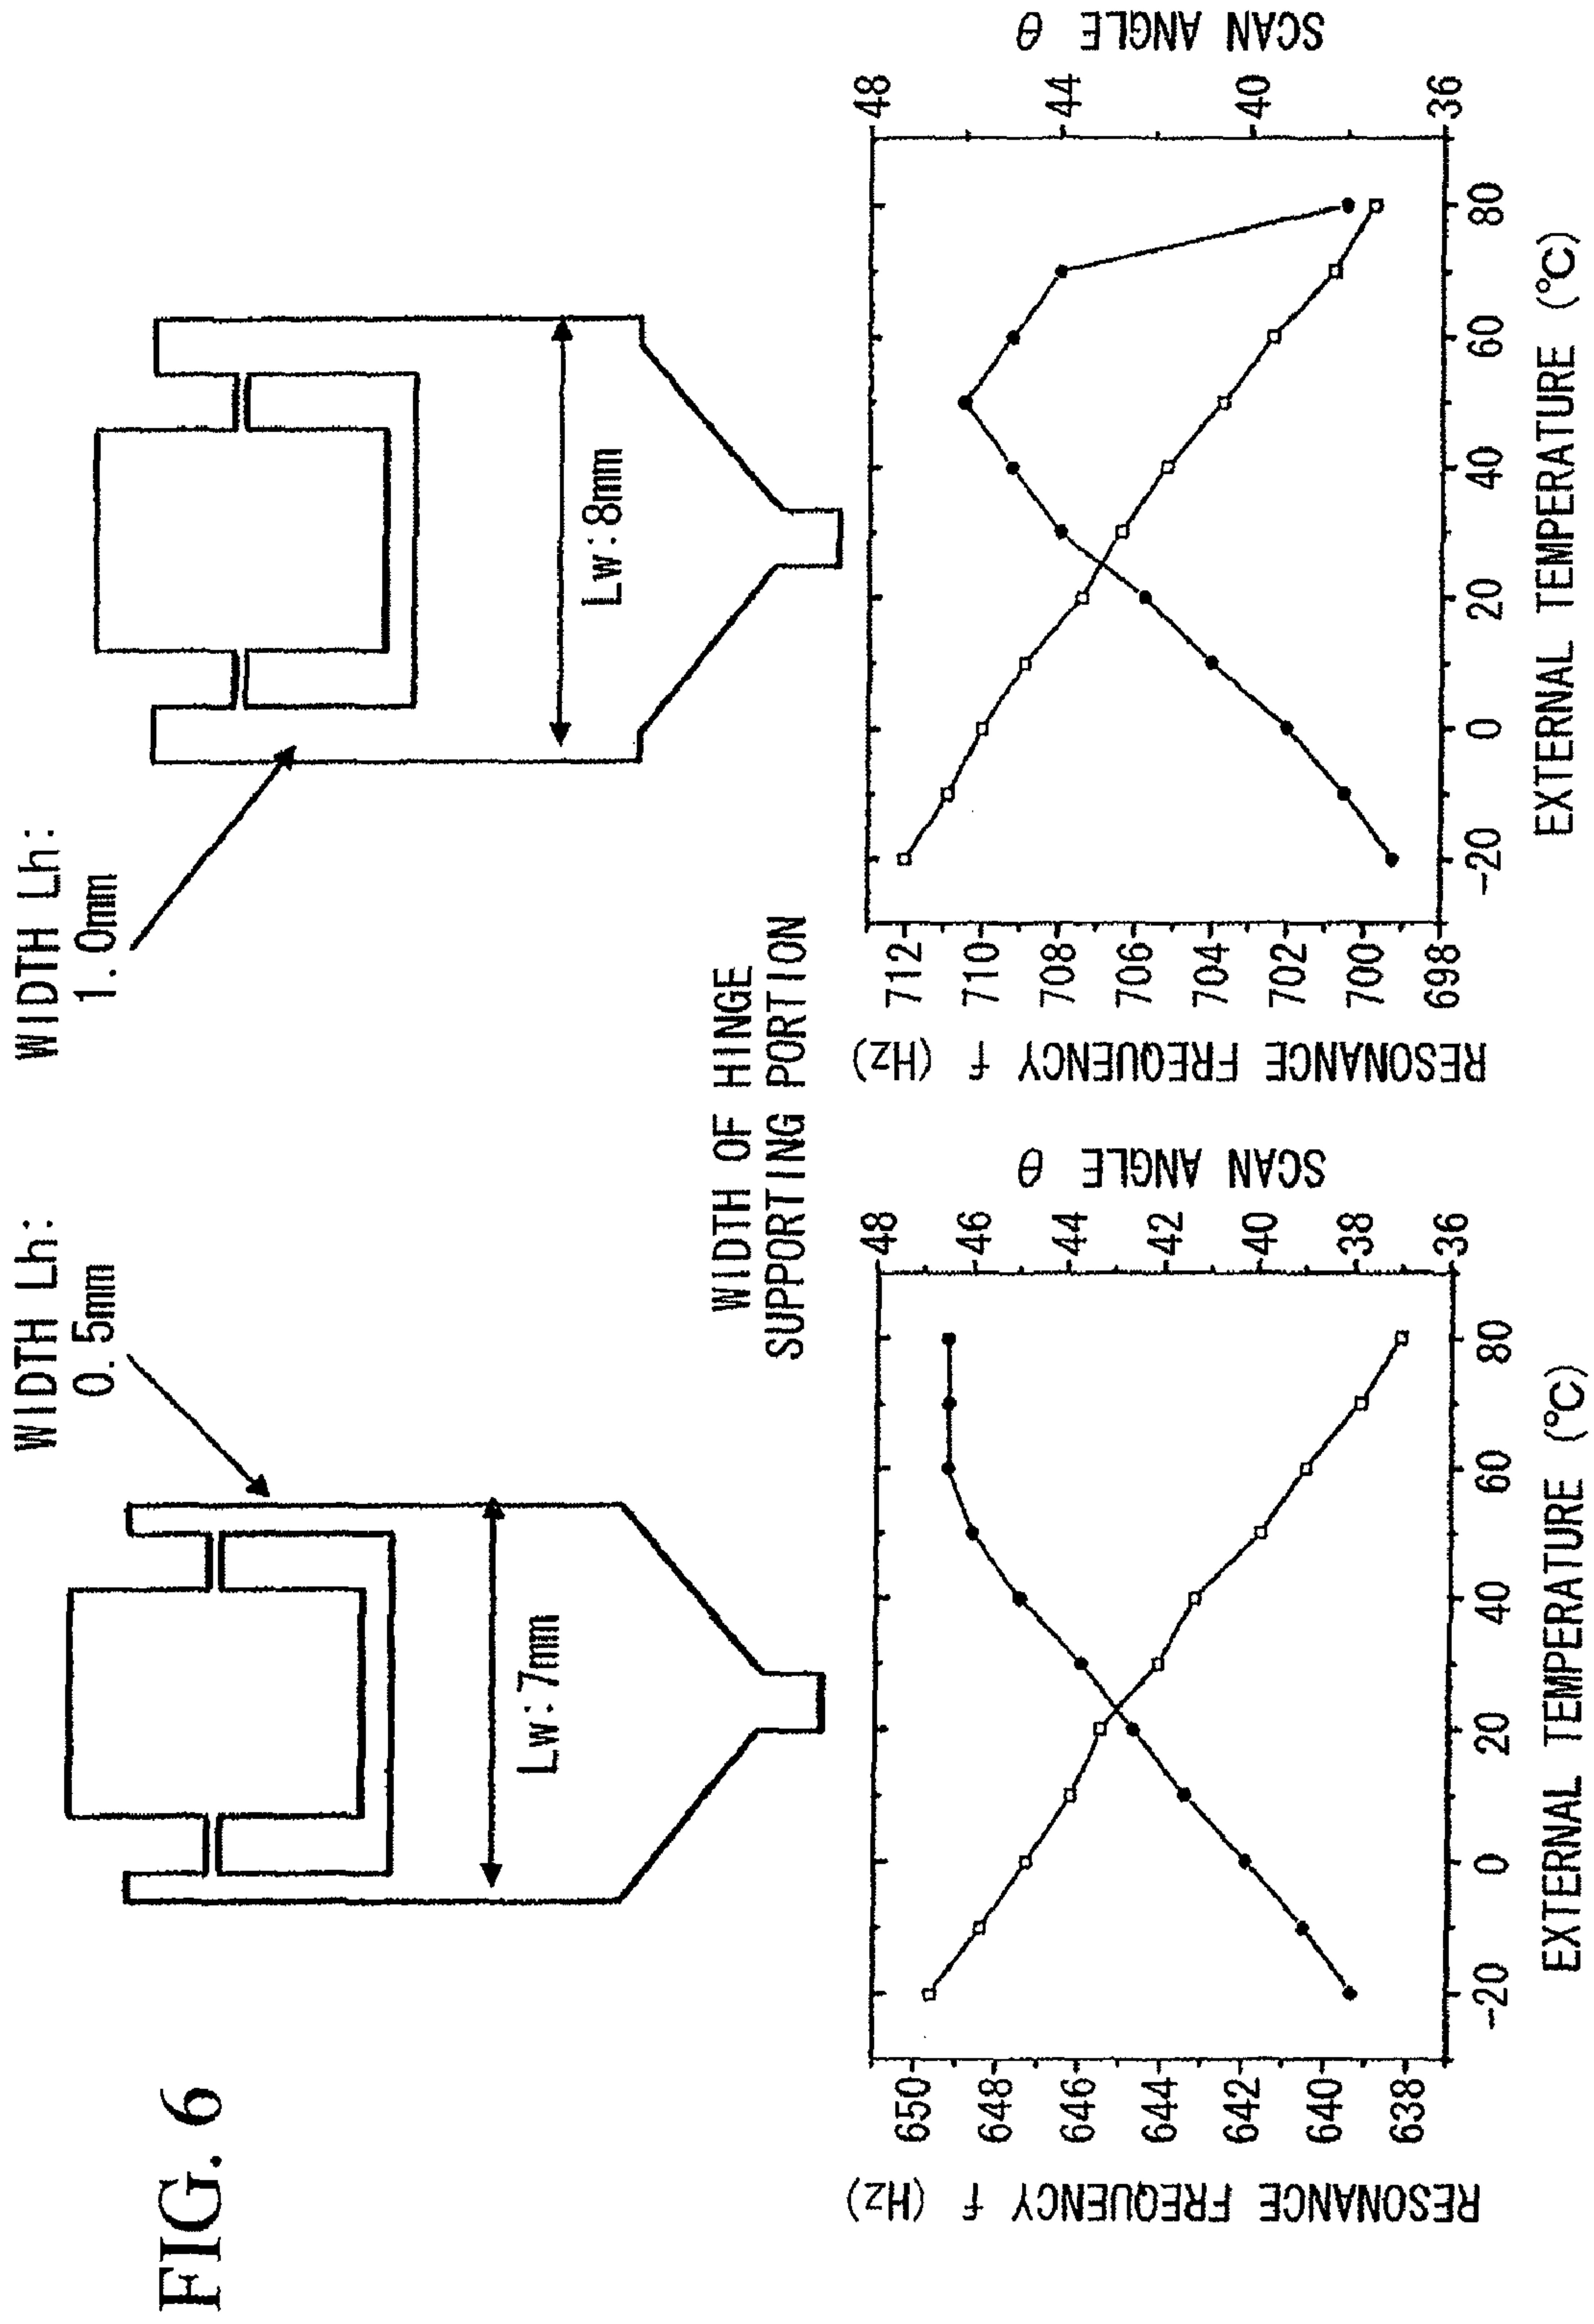 FIG. 6
WIDTH Lh:
0.5mm
Lw:7mm
WIDTH Lh:
1.0mm
Lw:8mm
WIDTH OF HINGE
SUPPORTING PORTION
RESONANCE FREQUENCY f (Hz)
650
648
646
644
642
640
638
-20
0
20
40
60
80
EXTERNAL TEMPERATURE (°C)
48
46
44
42
40
38
36
SCAN ANGLE θ
RESONANCE FREQUENCY f (Hz)
712
710
708
706
704
702
700
698
-20
0
20
40
60
80
EXTERNAL TEMPERATURE (°C)
48
44
40
36
SCAN ANGLE θ